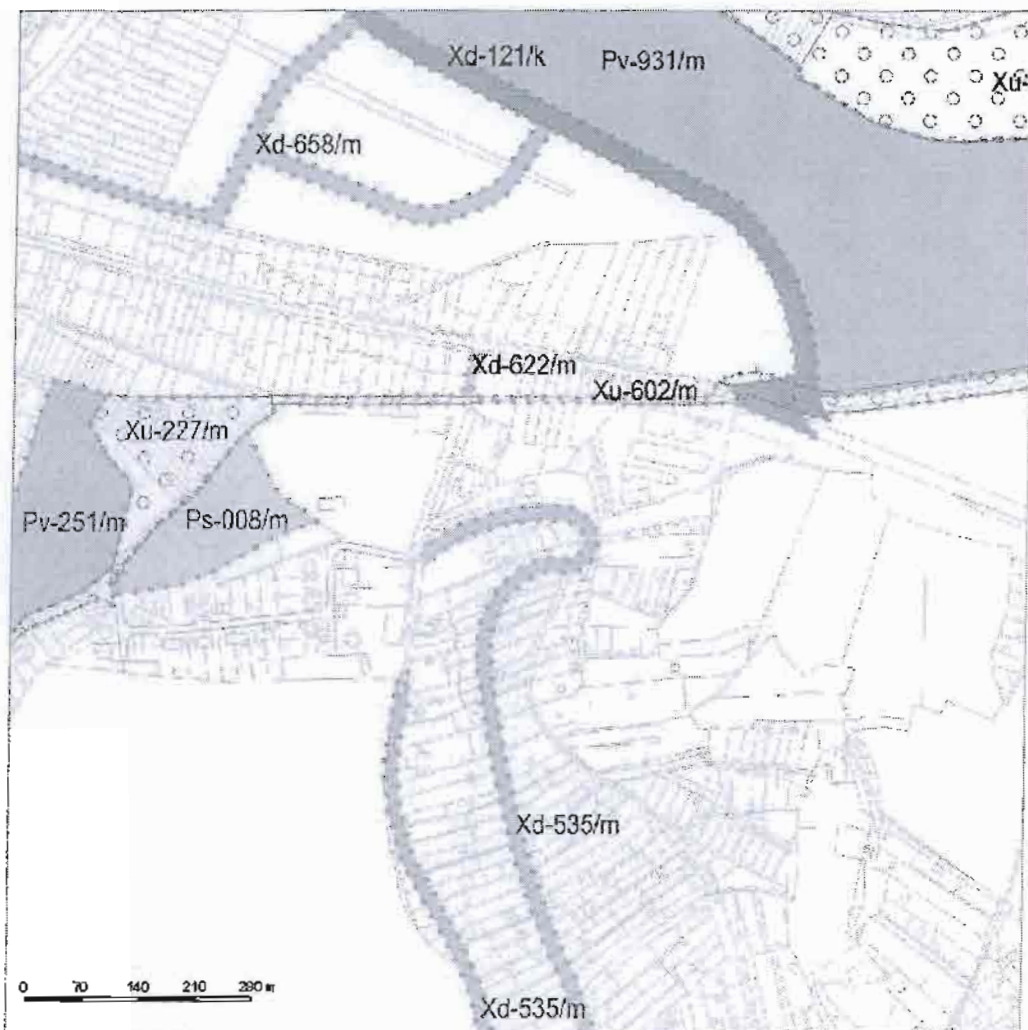 Xd-121/k
Pv-931/m
Xu-
Xd-658/m
Xd-622/m
Xu-602/m
Xu-227/m
Pv-251/m
Ps-008/m
Xd-535/m
0 70 140 210 280 m
Xd-535/m